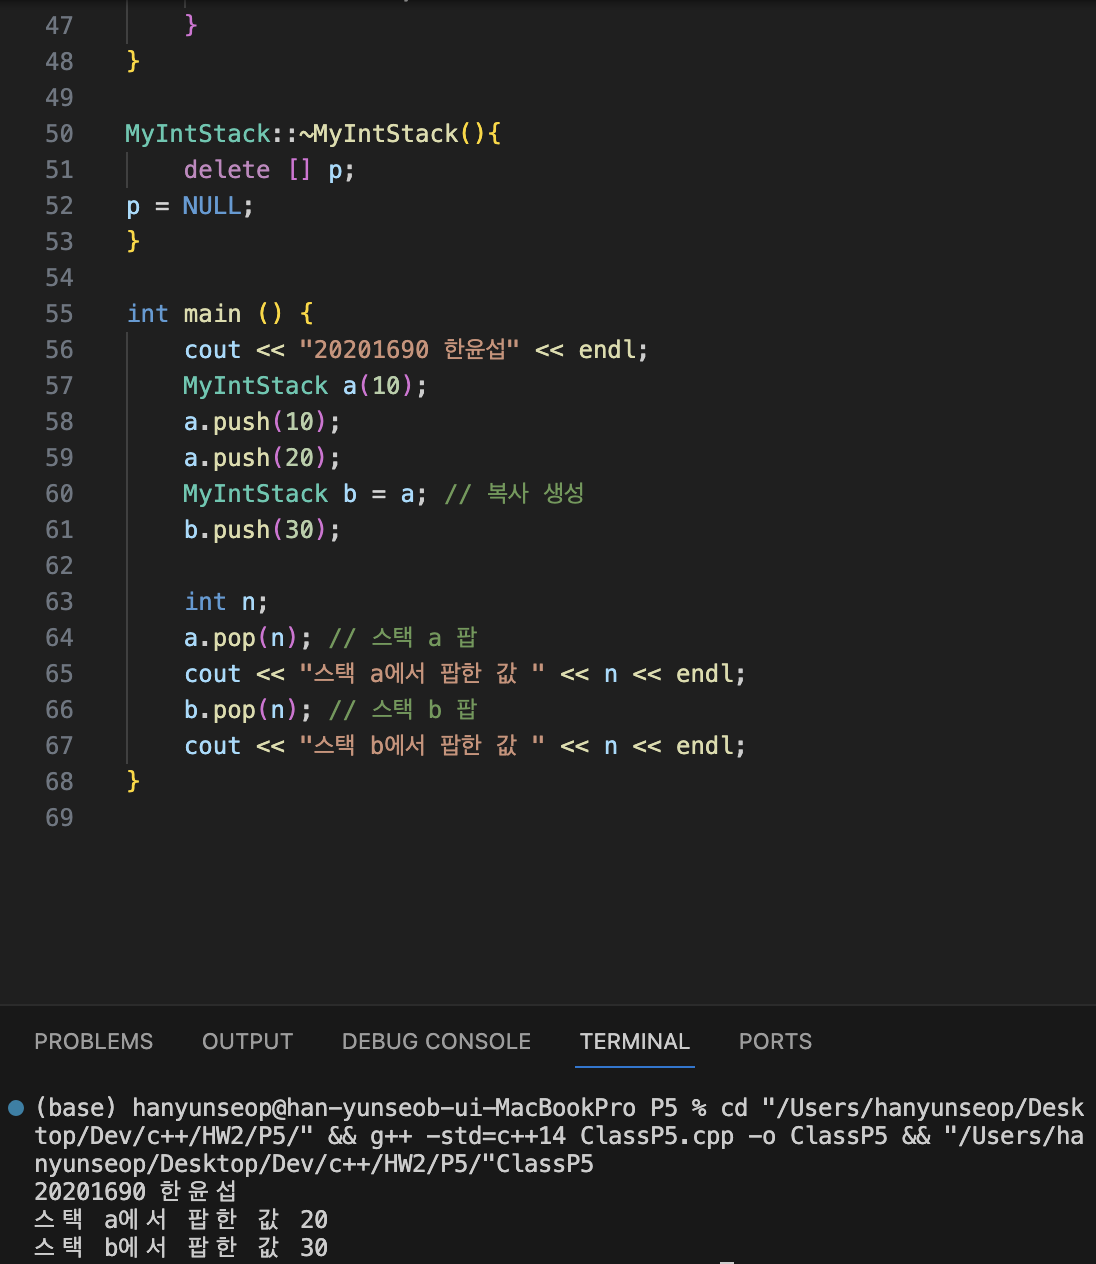 47 }
48 }
49
50 MyIntStack::~MyIntStack(){
51 delete [] p;
52 p = NULL;
53 }
54
55 int main () {
56 cout << "20201690 한윤섭" << endl;
57 MyIntStack a(10);
58 a.push(10);
59 a.push(20);
60 MyIntStack b = a; // 복사 생성
61 b.push(30);
62
63 int n;
64 a.pop(n); // 스택 a 팝
65 cout << "스택 a에서 팝한 값 " << n << endl;
66 b.pop(n); // 스택 b 팝
67 cout << "스택 b에서 팝한 값 " << n << endl;
68 }
69
PROBLEMS OUTPUT DEBUG CONSOLE TERMINAL PORTS
(base) hanyunseop@han-yunseob-ui-MacBookPro P5 % cd "/Users/hanyunseop/Desk
top/Dev/c++/HW2/P5/" && g++ -std=c++14 ClassP5.cpp -o ClassP5 && "/Users/ha
nyunseop/Desktop/Dev/c++/HW2/P5/"ClassP5
20201690 한윤섭
스택 a에서 팝한 값 20
스택 b에서 팝한 값 30